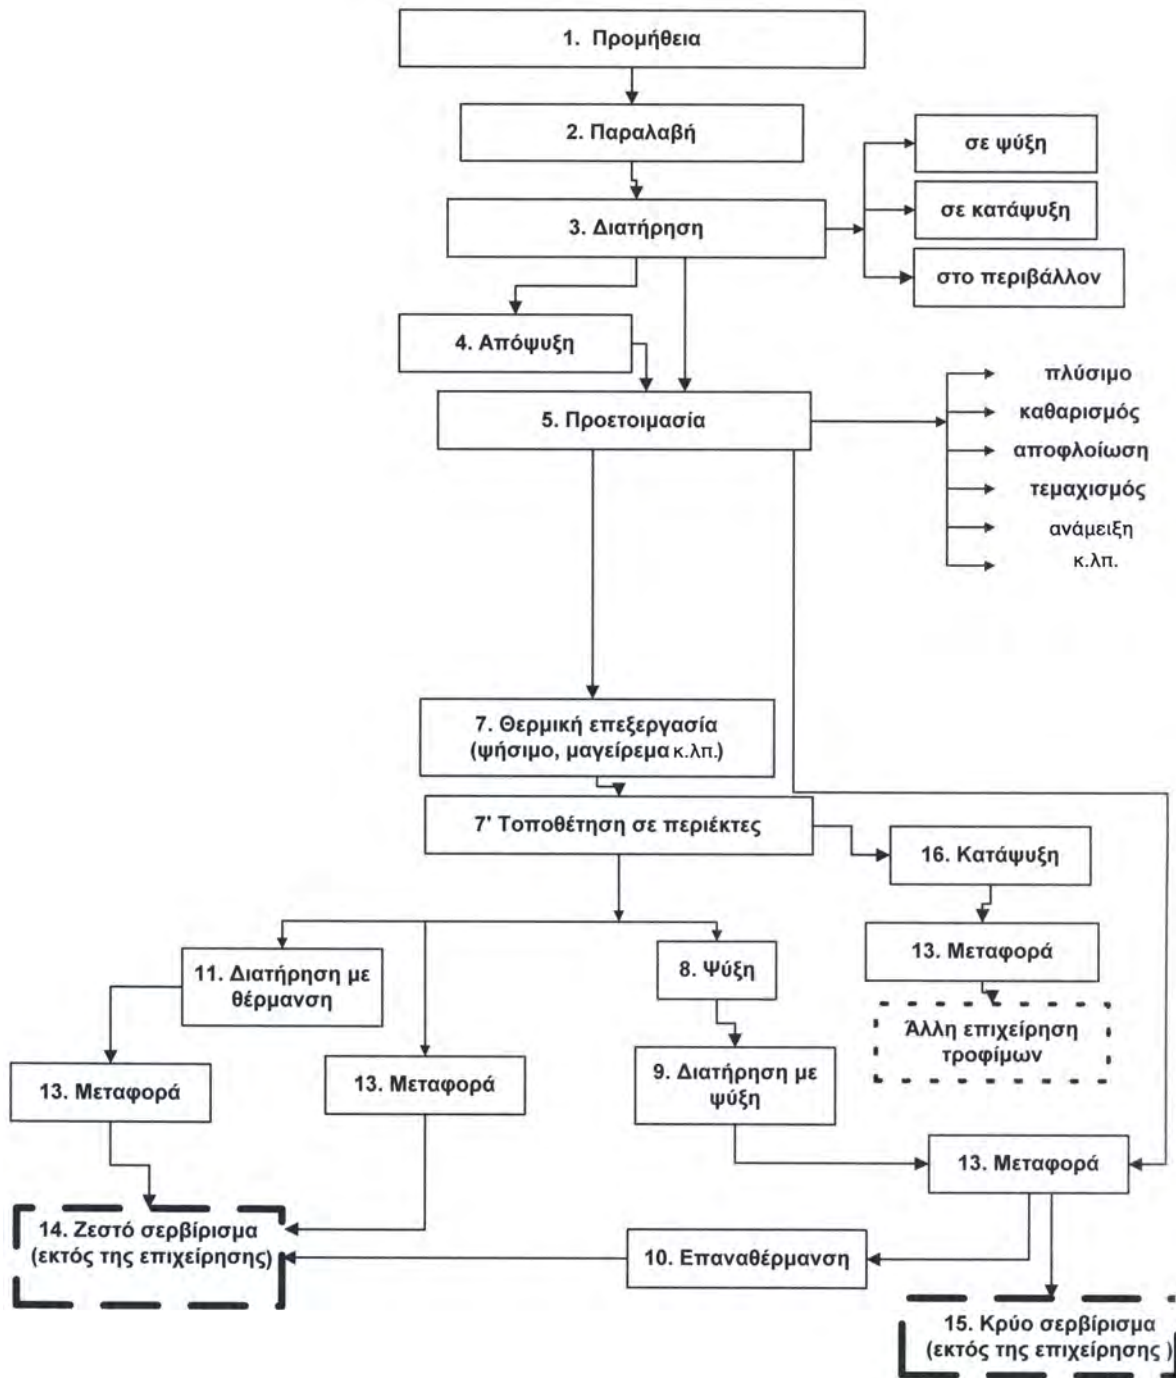 1. Προμήθεια
2. Παραλαβή
σε ψύξη
σε κατάψυξη
3. Διατήρηση
στο περιβάλλον
4. Απόψυξη
πλύσιμο
καθαρισμός
5. Προετοιμασία
αποφλοίωση
τεμαχισμός
ανάμειξη
κ.λπ.
7. Θερμική επεξεργασία
(ψήσιμο, μαγείρεμα κ.λπ.)
7' Τοποθέτηση σε περιέκτες
16. Κατάψυξη
13. Μεταφορά
11. Διατήρηση με
θέρμανση
8. Ψύξη
Άλλη επιχείρηση
τροφίμων
13. Μεταφορά
13. Μεταφορά
9. Διατήρηση με
ψύξη
13. Μεταφορά
14. Ζεστό σερβίρισμα
(εκτός της επιχείρησης)
10. Επαναθέρμανση
15. Κρύο σερβίρισμα
(εκτός της επιχείρησης )